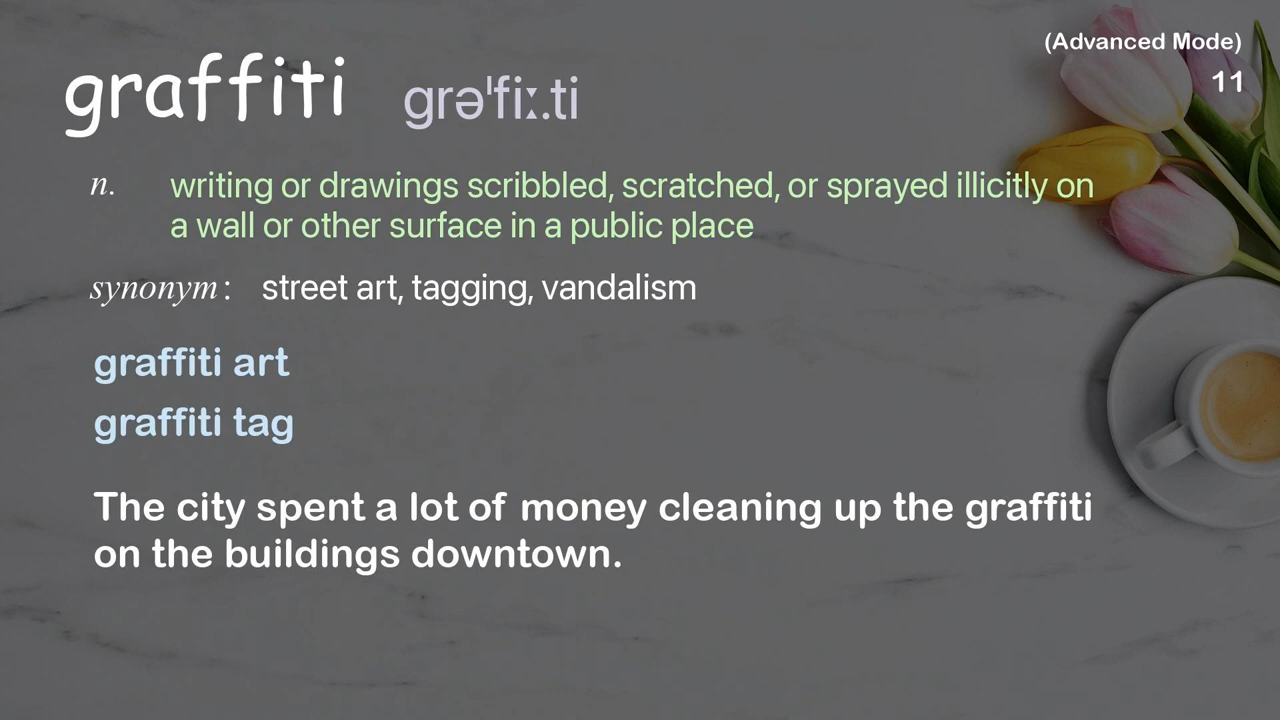 (Advanced Mode)
11
graffiti grəˈfiː.ti
n. writing or drawings scribbled, scratched, or sprayed illicitly on
a wall or other surface in a public place
synonym : street art, tagging, vandalism
graffiti art
graffiti tag
The city spent a lot of money cleaning up the graffiti
on the buildings downtown.